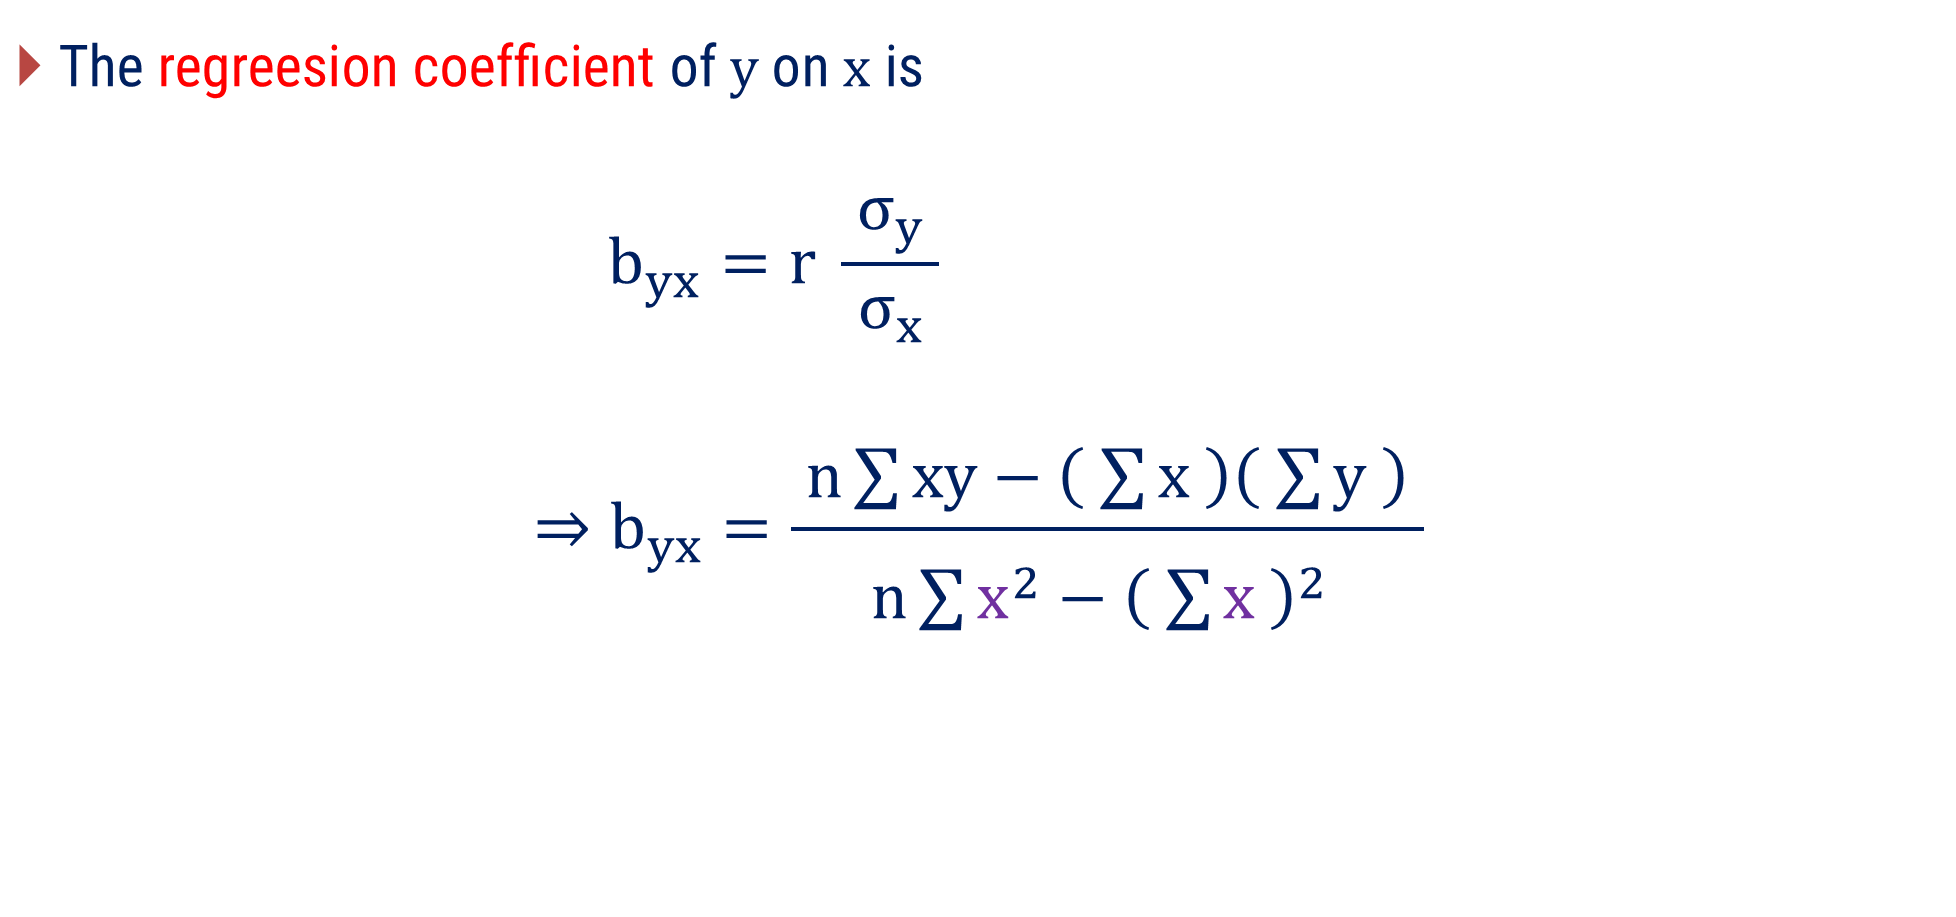 The regreesion coefficient of y on x is
b_yx = r σ_y / σ_x
⇒ b_yx = (n ∑ xy − ( ∑ x )( ∑ y )) / (n ∑ x² − ( ∑ x )²)